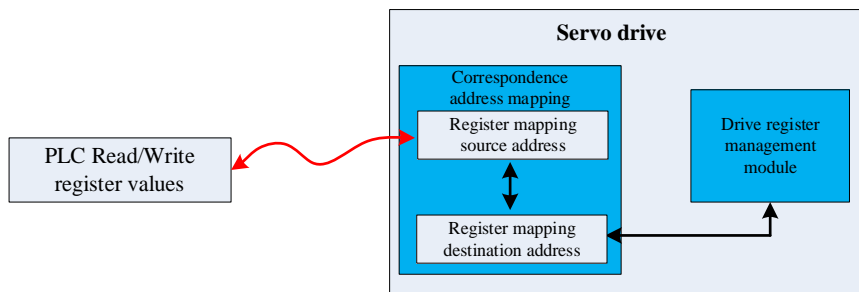 Servo drive
Correspondence
address mapping
Register mapping
source address
Register mapping
destination address
Drive register
management
module
PLC Read/Write
register values